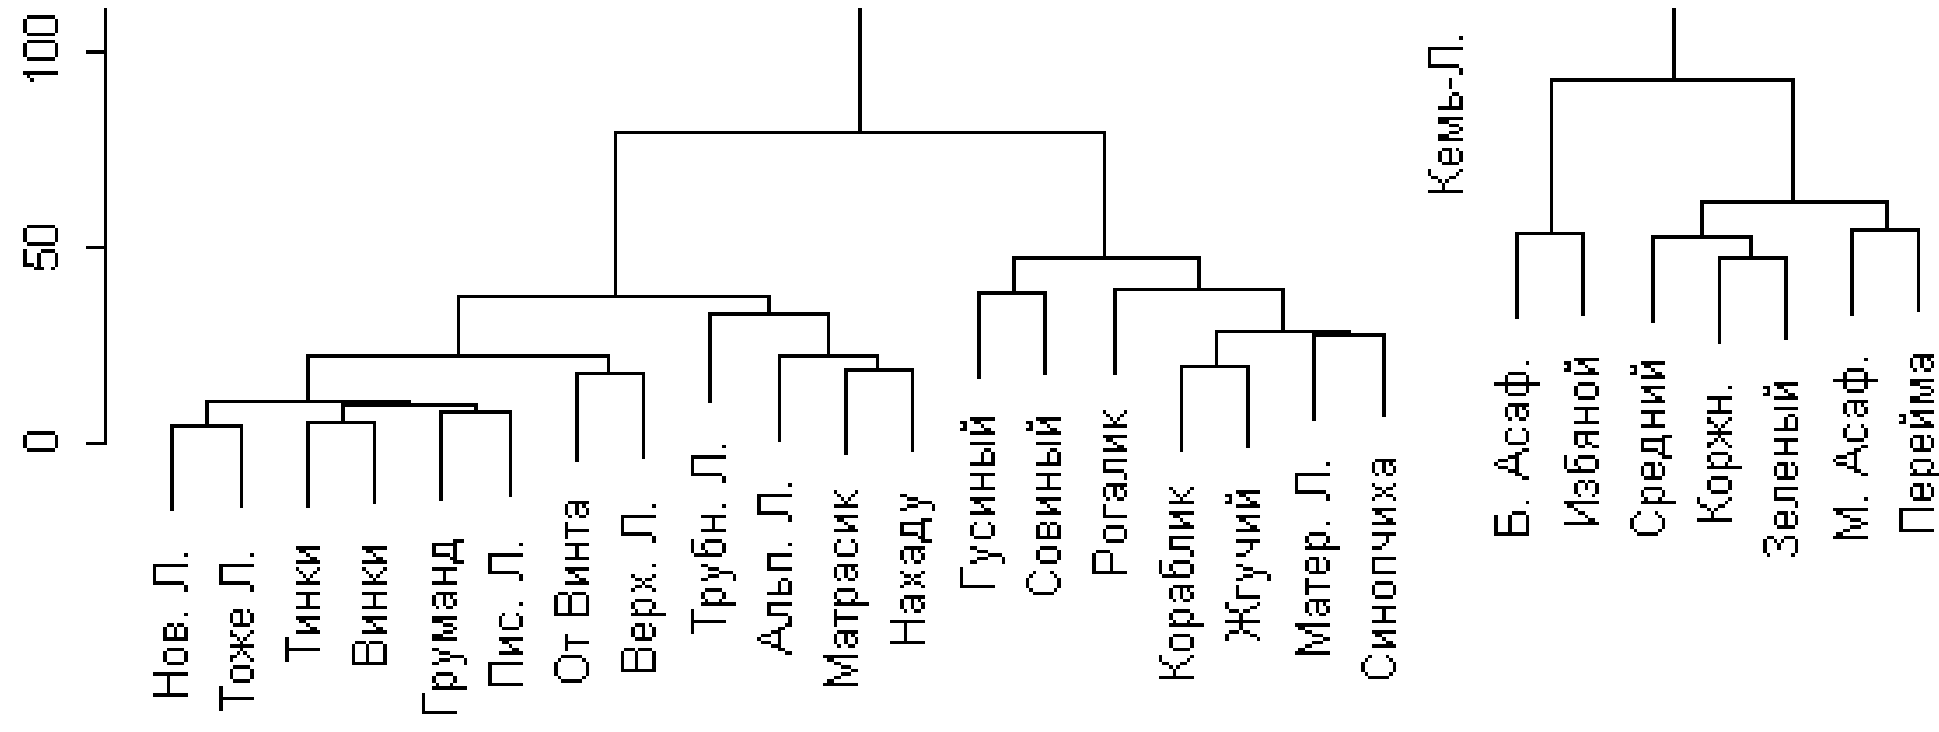 100
50
0
Нов. Л.
Тоже Л.
Тинки
Винки
Груманд
Пис. Л.
От Винта
Верх. Л.
Трубн. Л.
Альп. Л.
Матрасик
Нахаду
Гусиный
Совиный
Рогалик
Кораблик
Жгучий
Матер. Л.
Синопчиха
Кемь-Л.
Б. Асаф.
Избяной
Средний
Коржн.
Зеленый
М. Асаф.
Перейма